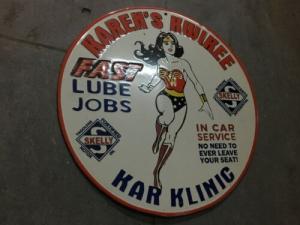 KAREN'S KWIKEE
FAST
LUBE
JOBS
SKELLY
IN CAR
SERVICE
NO NEED TO
EVER LEAVE
YOUR SEAT!
SKELLY
KAR KLINIC